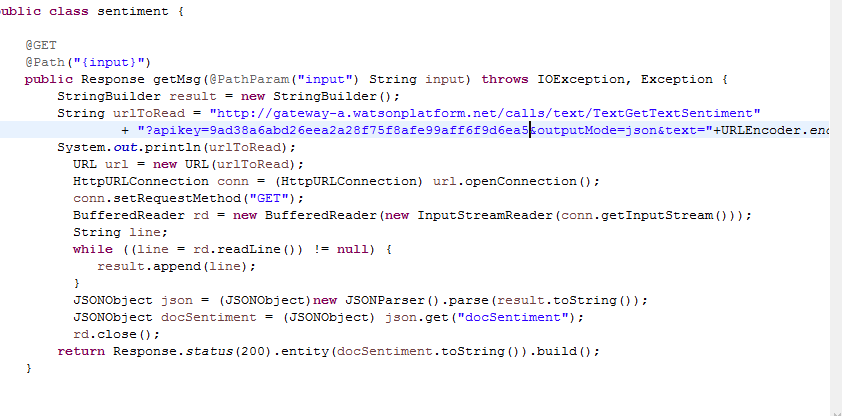 ublic class sentiment {
@GET
@Path("{input}")
public Response getMsg(@PathParam("input") String input) throws IOException, Exception {
StringBuilder result = new StringBuilder();
String urlToRead = "http://gateway-a.watsonplatform.net/calls/text/TextGetTextSentiment"
+ "?apikey=9ad38a6abd26eea2a28f75f8afe99aff6f9d6ea5&outputMode=json&text="+URLEncoder.enc
System.out.println(urlToRead);
URL url = new URL(urlToRead);
HttpURLConnection conn = (HttpURLConnection) url.openConnection();
conn.setRequestMethod("GET");
BufferedReader rd = new BufferedReader(new InputStreamReader(conn.getInputStream()));
String line;
while ((line = rd.readLine()) != null) {
result.append(line);
}
JSONObject json = (JSONObject)new JSONParser().parse(result.toString());
JSONObject docSentiment = (JSONObject) json.get("docSentiment");
rd.close();
return Response.status(200).entity(docSentiment.toString()).build();
}